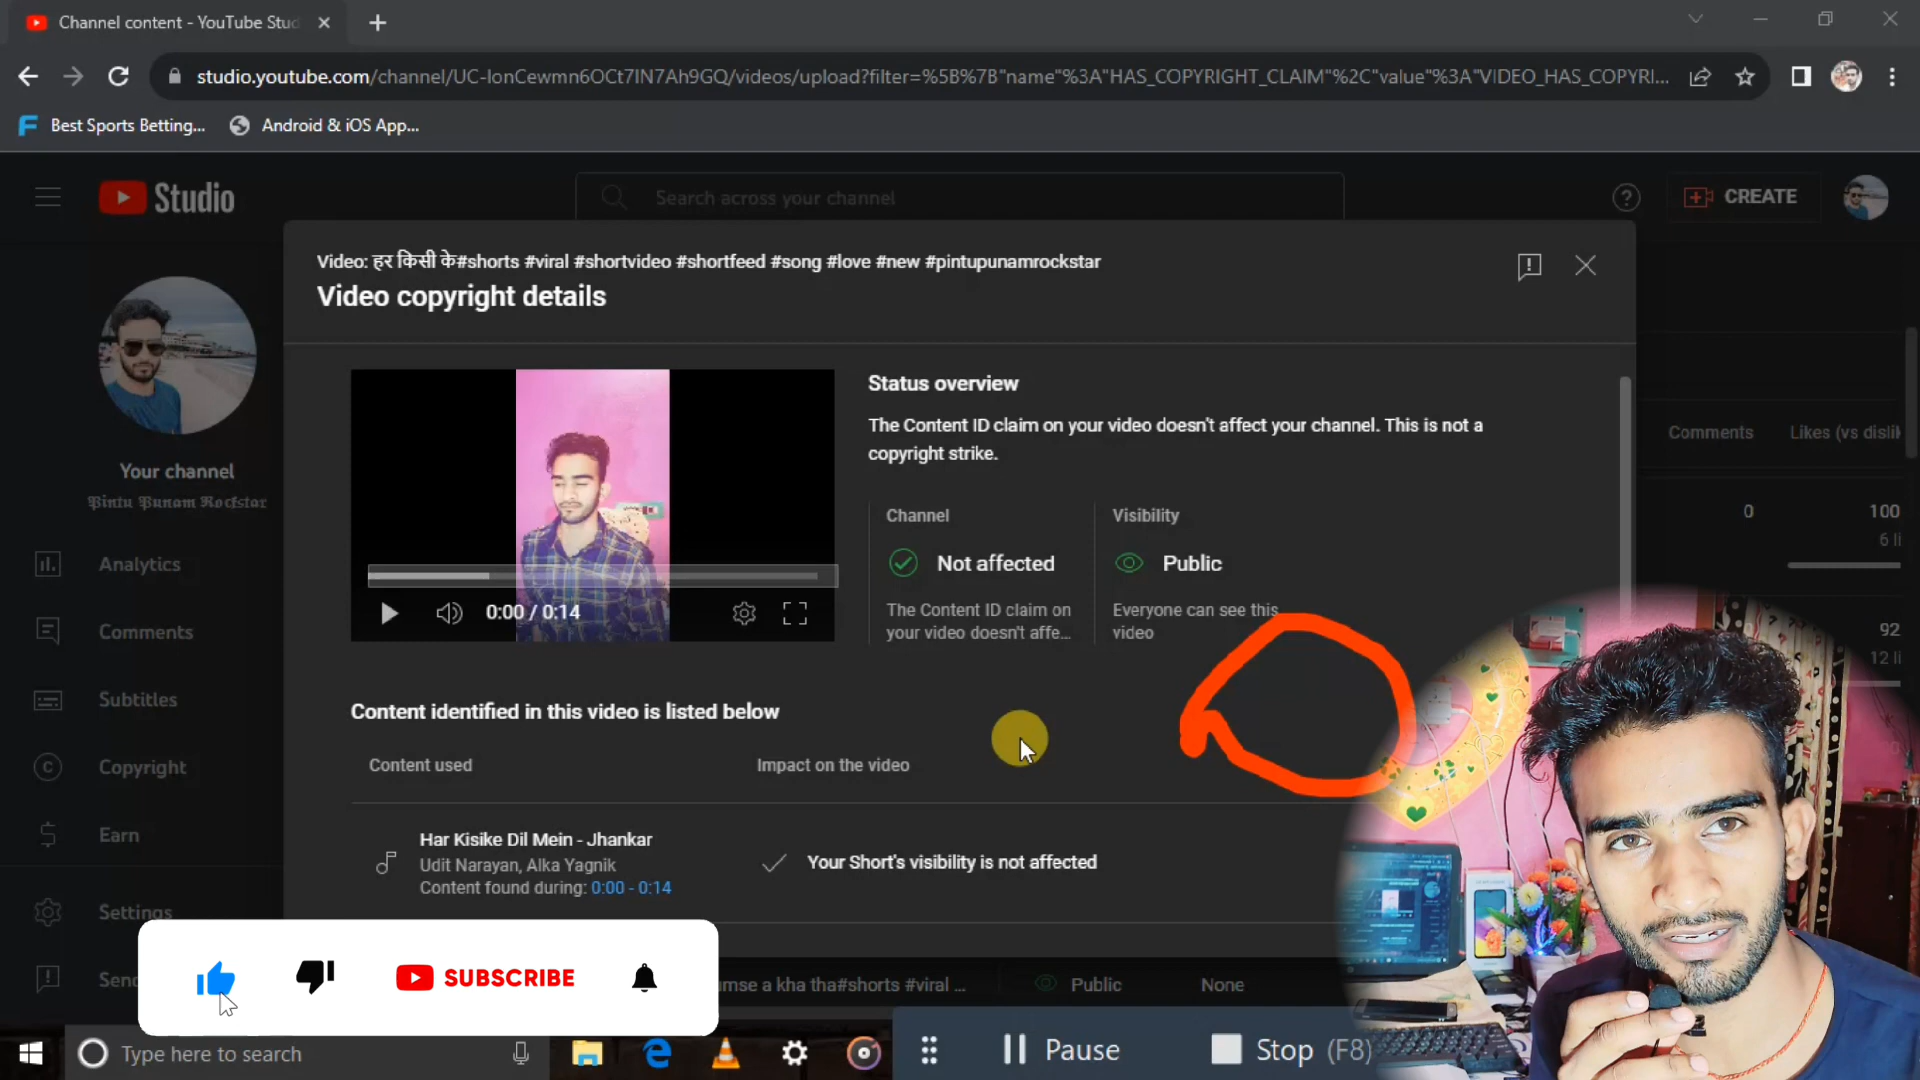 Channel content - YouTube Stud
studio.youtube.com/channel/UC-IonCewmn6OCt7IN7Ah9GQ/videos/upload?filter=%5B%7B"name"%3A"HAS_COPYRIGHT_CLAIM"%2C"value"%3A"VIDEO_HAS_COPYRI...
Best Sports Betting...
Android & iOS App...
Studio
Search across your channel
CREATE
Video: हर किसी के#shorts #viral #shortvideo #shortfeed #song #love #new #pintupunamrockstar
Video copyright details
Status overview
The Content ID claim on your video doesn't affect your channel. This is not a
copyright strike.
Comments
Likes (vs dislik
Your channel
𝕻intu 𝕻unam 𝕽ockstar
Channel
Visibility
0
100
Not affected
Public
6 li
The Content ID claim on
your video doesn't affe...
Everyone can see this
video
0:00 / 0:14
92
12 li
Analytics
Comments
Subtitles
Copyright
Earn
Settings
Sen
Content identified in this video is listed below
Content used
Impact on the video
Har Kisike Dil Mein - Jhankar
Udit Narayan, Alka Yagnik
Content found during: 0:00 - 0:14
Your Short's visibility is not affected
SUBSCRIBE
umse a kha tha#shorts #viral ...
Public
None
Type here to search
Pause
Stop (F8)